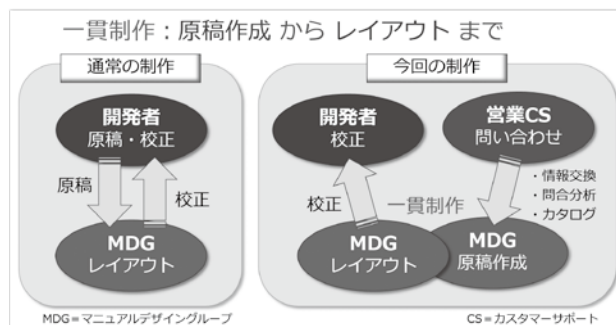 一貫制作：原稿作成 から レイアウト まで
通常の制作
開発者
原稿・校正
原稿
校正
MDG
レイアウト
MDG＝マニュアルデザイングループ
今回の制作
開発者
校正
営業CS
問い合わせ
・情報交換
・問合分析
・カタログ
校正
一貫制作
MDG
レイアウト
MDG
原稿作成
CS＝カスタマーサポート